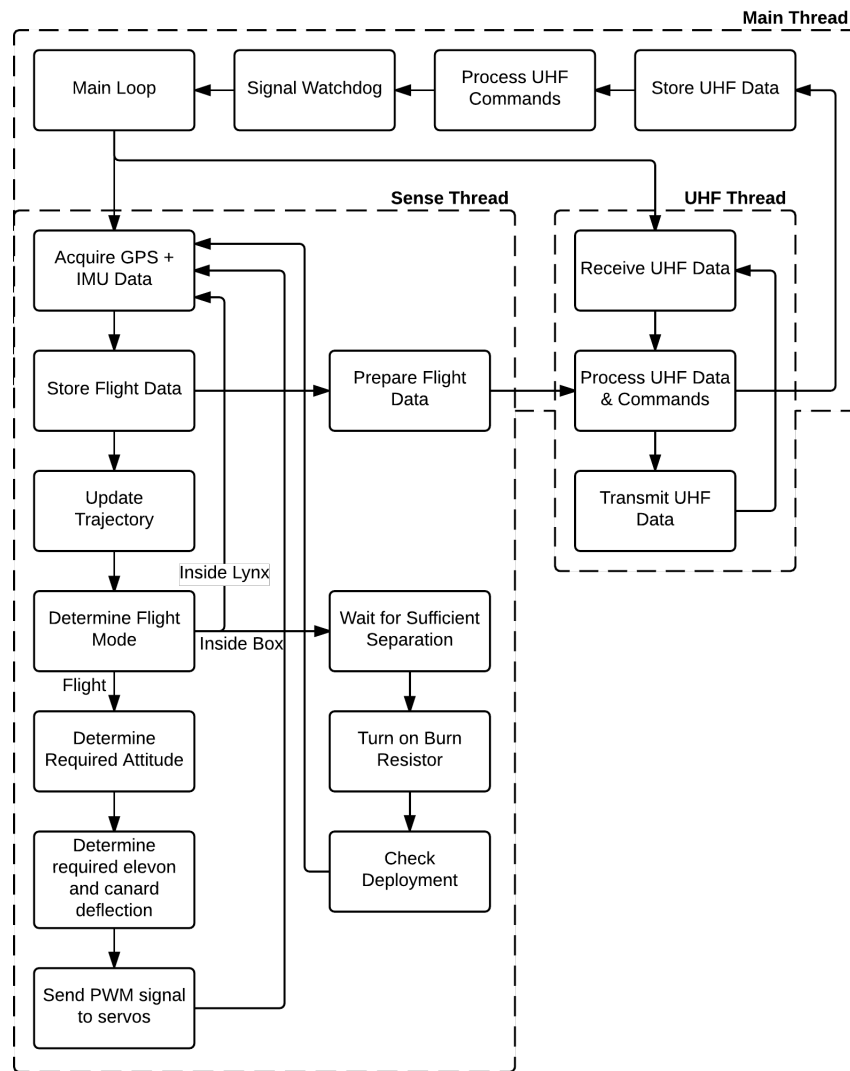 Main Thread
Main Loop
Signal Watchdog
Process UHF
Commands
Store UHF Data
Sense Thread
UHF Thread
Acquire GPS +
IMU Data
Receive UHF Data
Store Flight Data
Prepare Flight
Data
Process UHF Data
& Commands
Update
Trajectory
Transmit UHF
Data
Inside Lynx
Determine Flight
Mode
Inside Box
Wait for Sufficient
Separation
Flight
Determine
Required Attitude
Turn on Burn
Resistor
Determine
required elevon
and canard
deflection
Check
Deployment
Send PWM signal
to servos